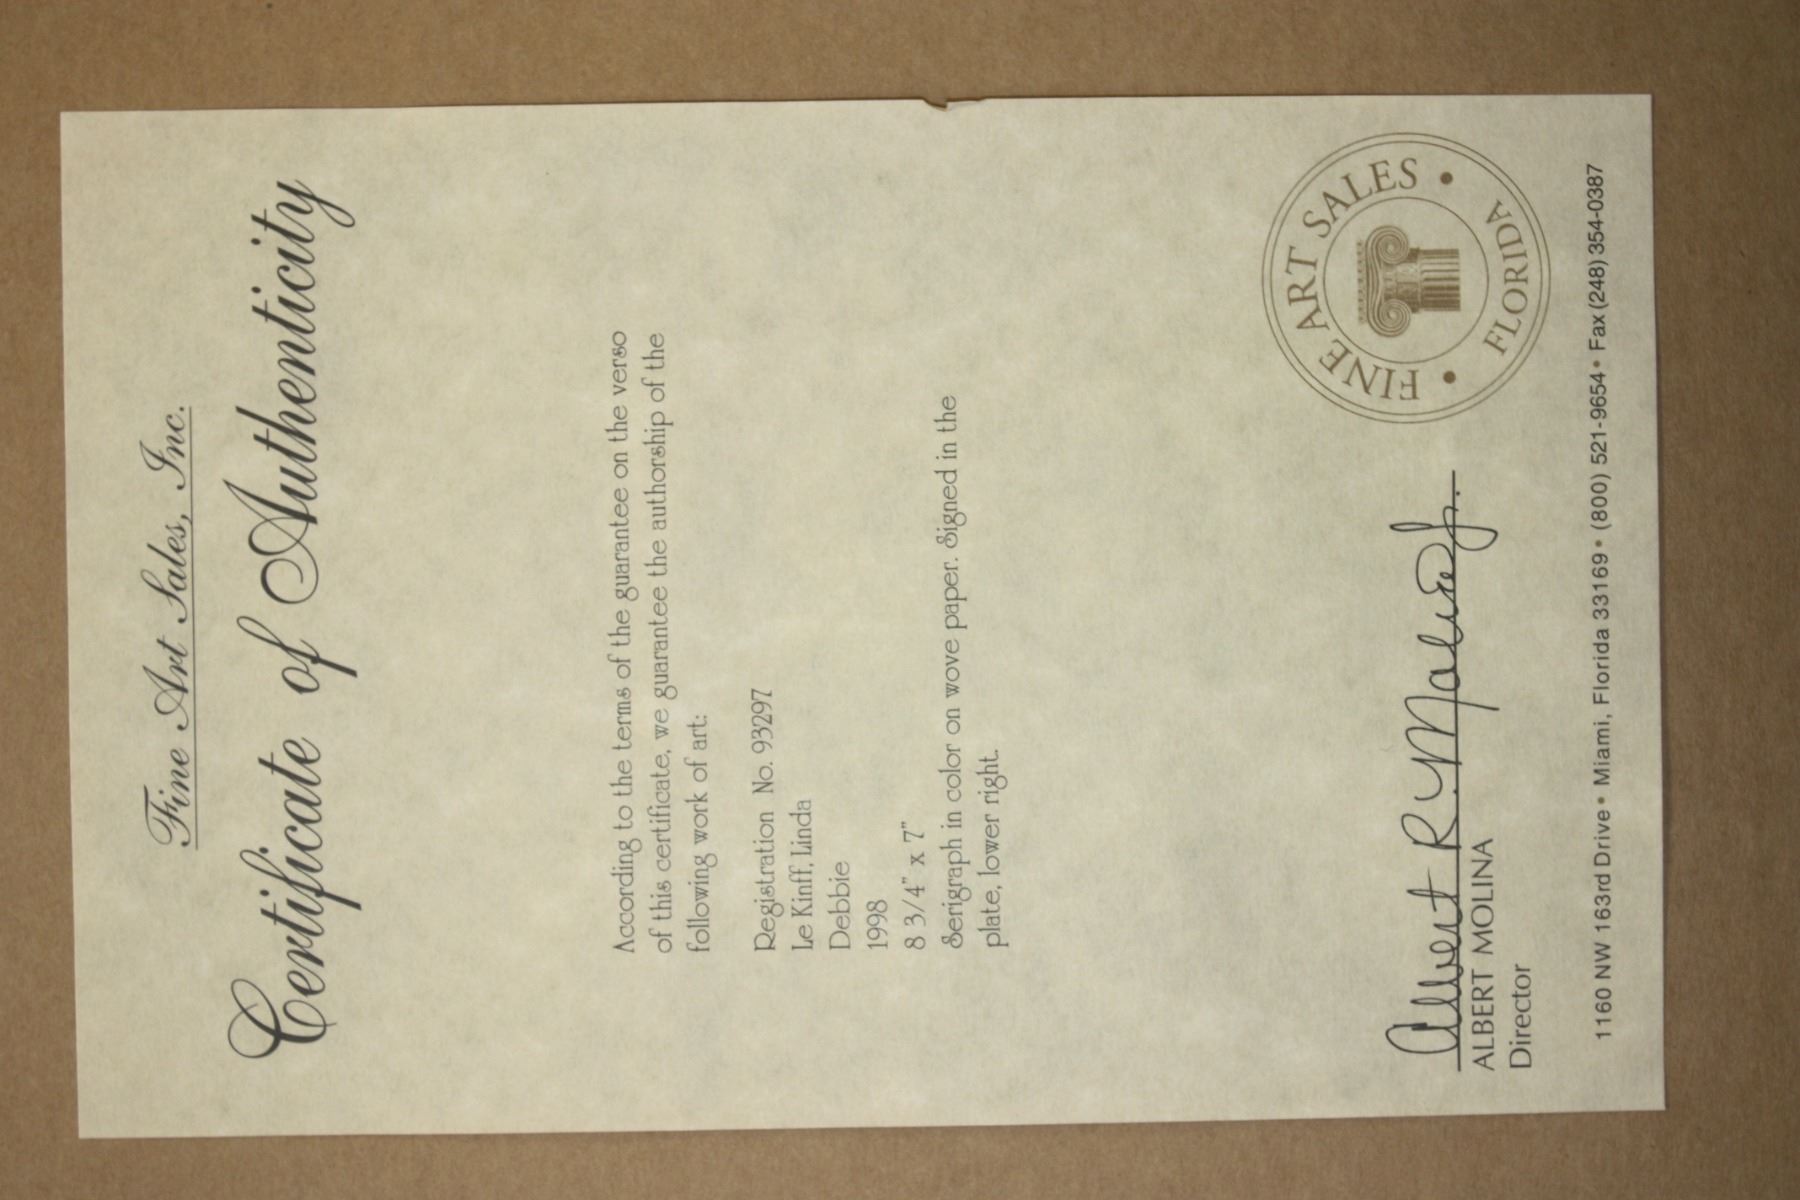 Fine Art Sales, Inc.
Certificate of Authenticity
According to the terms of the guarantee on the verso
of this certificate, we guarantee the authorship of the
following work of art:
Registration No. 93297
Le Kinff, Linda
Debbie
1998
8 3/4" x 7"
Serigraph in color on wove paper. Signed in the
plate, lower right.
Albert R. Molina Jr.
ALBERT MOLINA
Director
• FINE ART SALES •
FLORIDA
1160 NW 163rd Drive • Miami, Florida 33169 • (800) 521-9654 • Fax (248) 354-0387